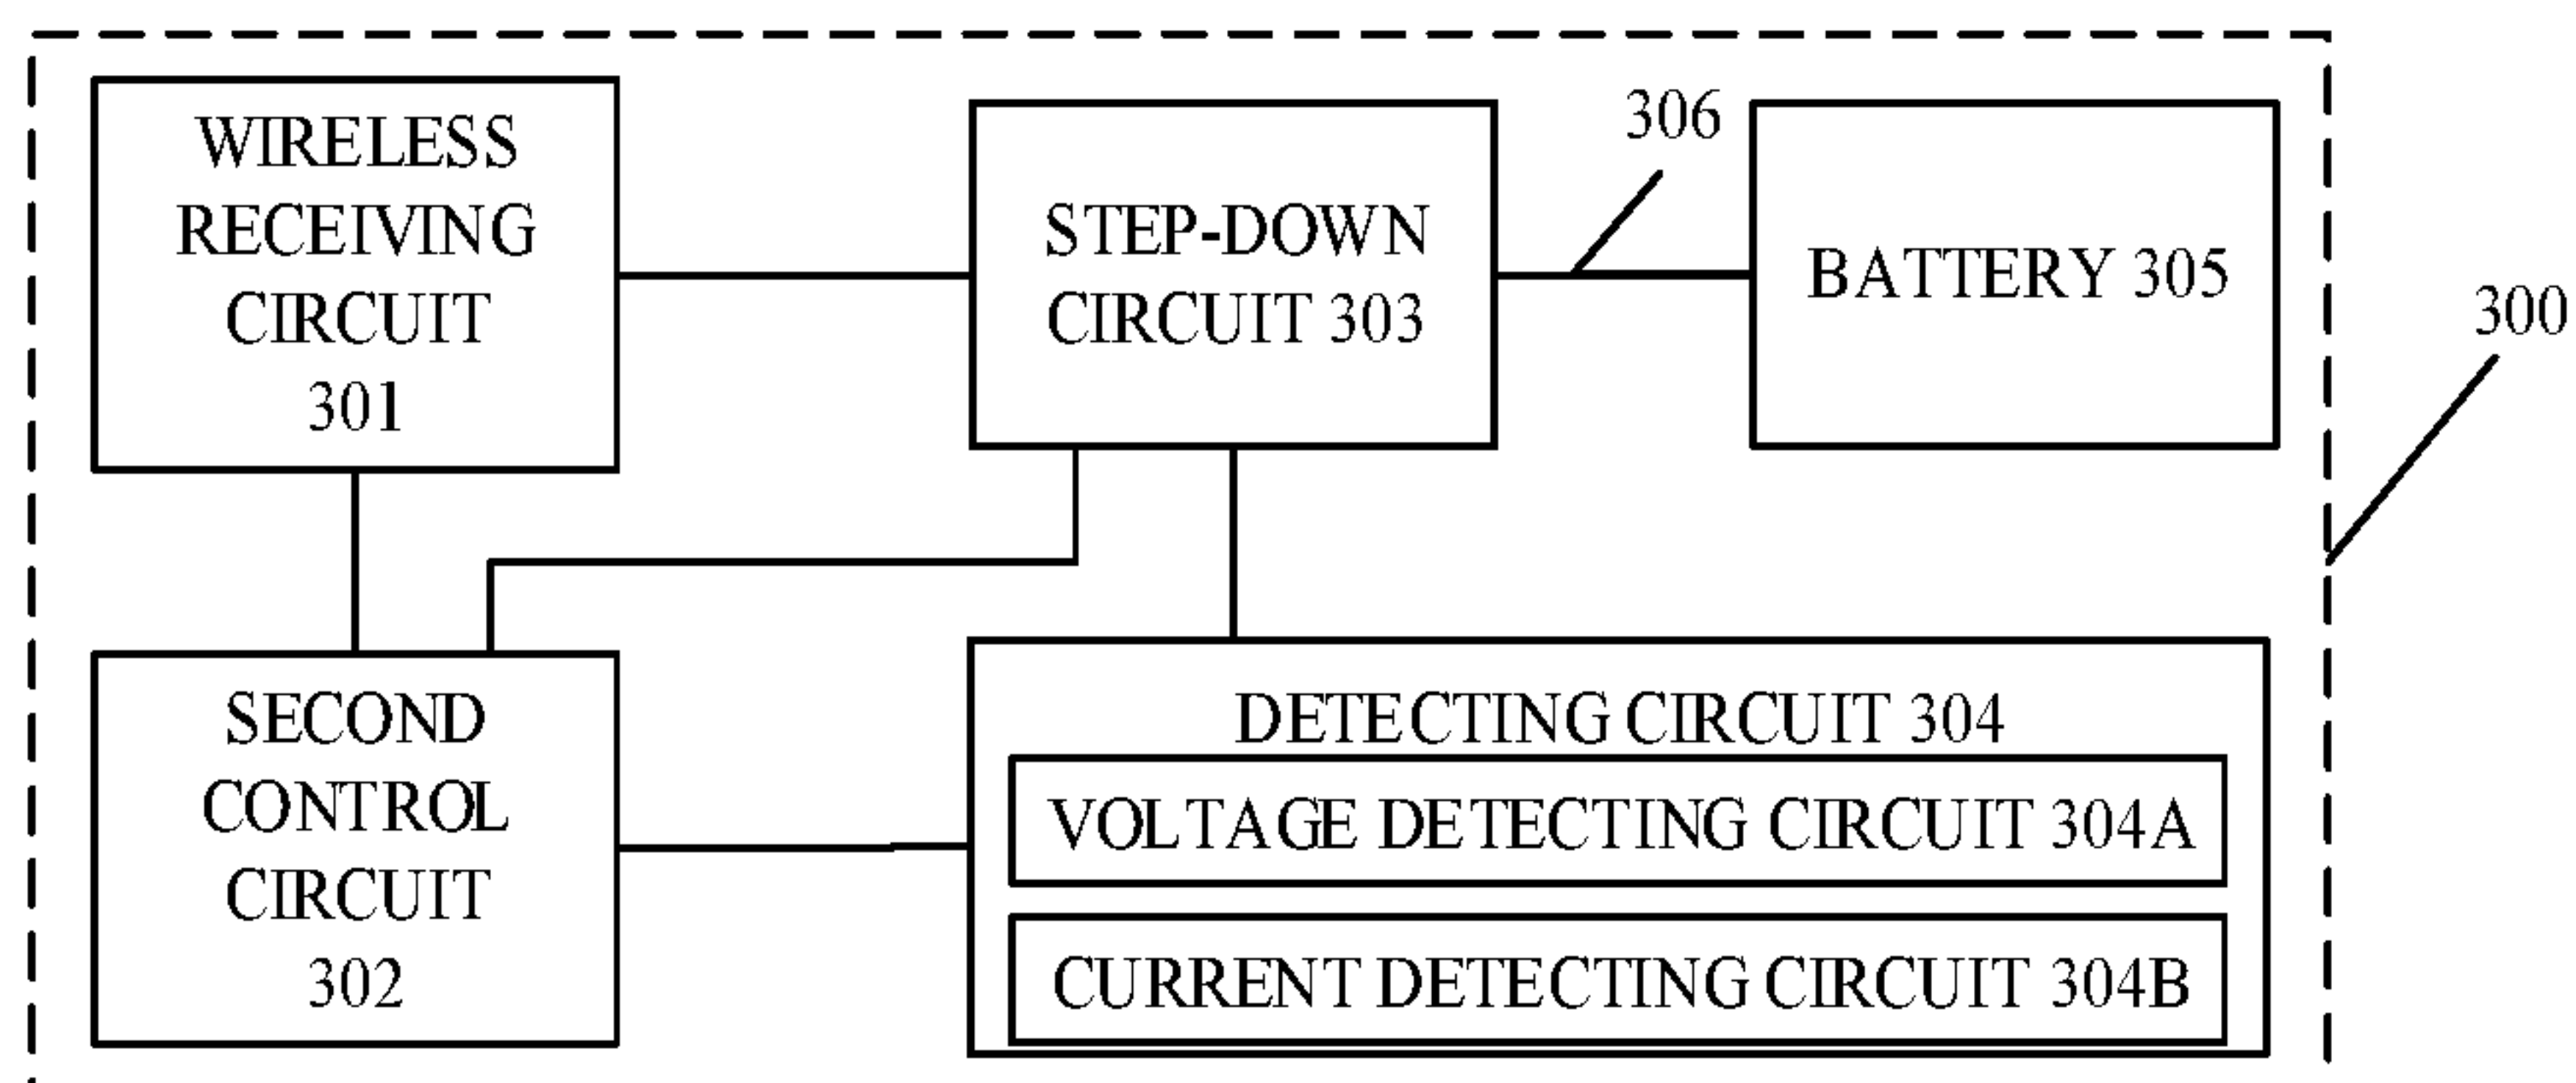 WIRELESS
RECEIVING
CIRCUIT
301
STEP-DOWN
CIRCUIT 303
306
BATTERY 305
300
SECOND
CONTROL
CIRCUIT
302
DETECTING CIRCUIT 304
VOLTAGE DETECTING CIRCUIT 304A
CURRENT DETECTING CIRCUIT 304B